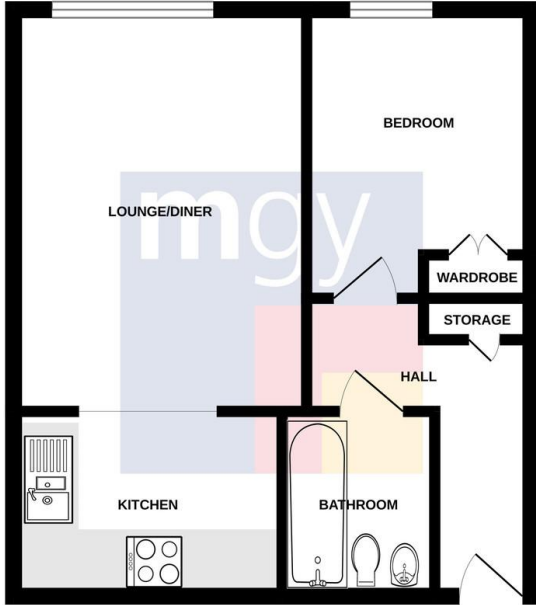 BEDROOM
LOUNGE/DINER
mgy
WARDROBE
STORAGE
HALL
KITCHEN
BATHROOM